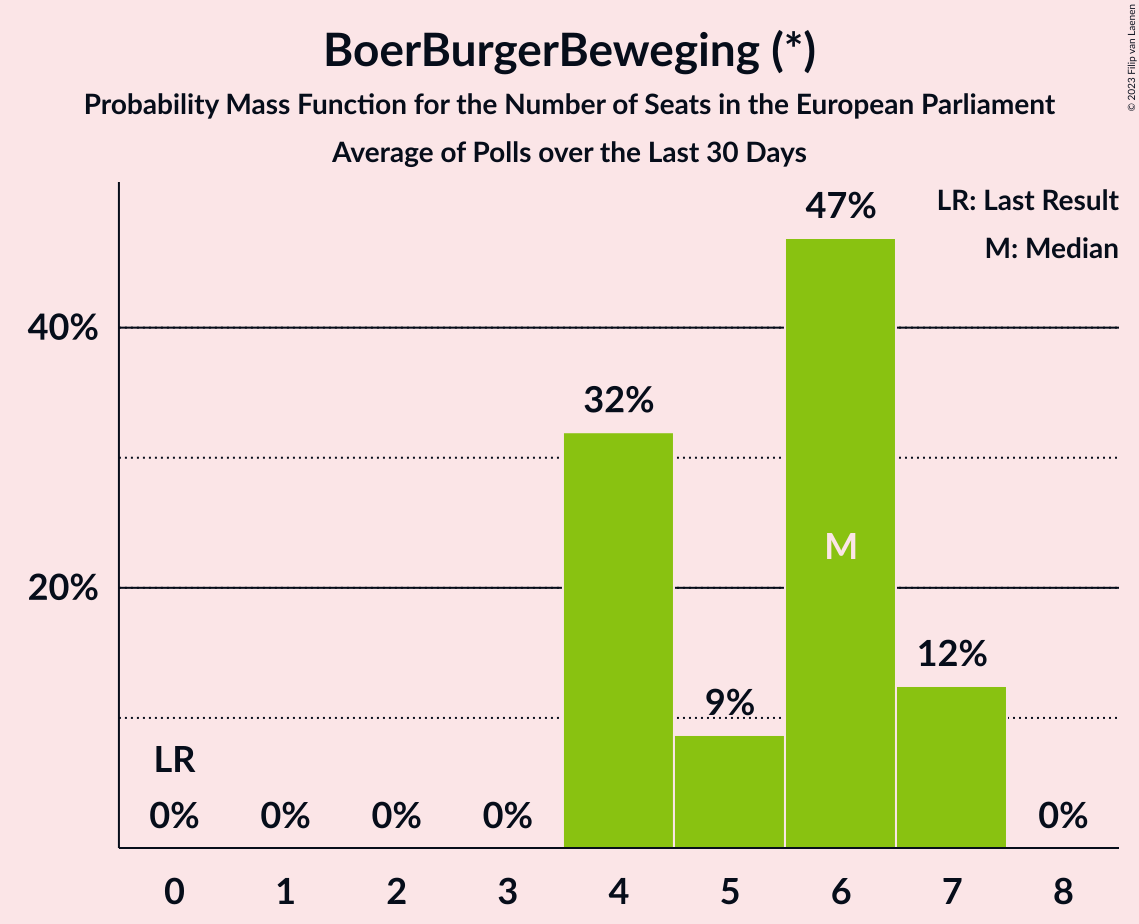 BoerBurgerBeweging (*)
Probability Mass Function for the Number of Seats in the European Parliament
Average of Polls over the Last 30 Days
© 2023 Filip van Laenen
LR: Last Result
M: Median
47%
40%
32%
M
20%
12%
9%
LR
0% 0% 0% 0% 0%
0 1 2 3 4 5 6 7 8